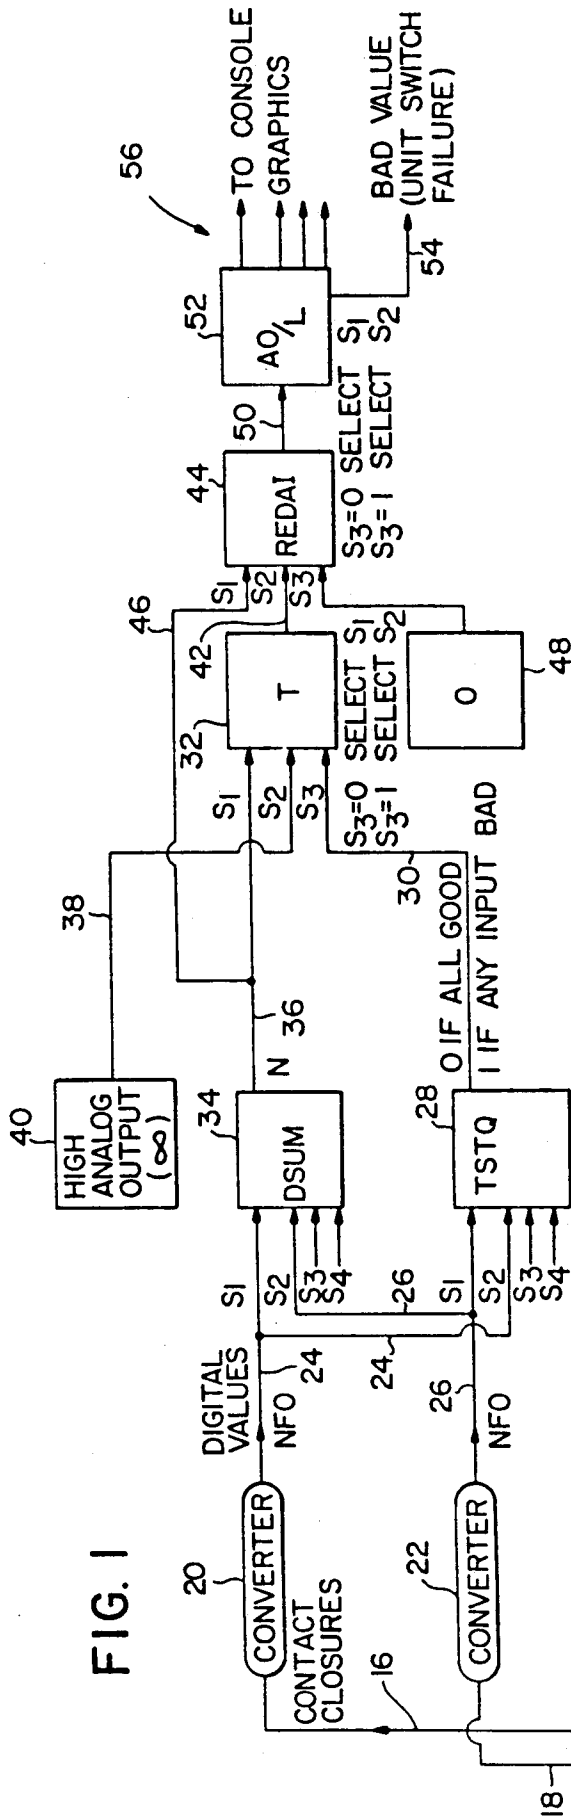 FIG. 1
18
16
CONTACT
CLOSURES
20
CONVERTER
22
CONVERTER
DIGITAL
VALUES
NFO
24
NFO
26
24
26
S1
S2
S3
S4
S1
S2
S3
S4
34
DSUM
28
TSTQ
40
HIGH
ANALOG
OUTPUT
(∞)
38
N
36
46
0 IF ALL GOOD
1 IF ANY INPUT BAD
30
S1
S2
S3
32
T
S3=0 SELECT S1
S3=1 SELECT S2
42
0
48
S1
S2
S3
44
REDAI
S3=0 SELECT S1
S3=1 SELECT S2
50
52
AO/L
56
TO CONSOLE
GRAPHICS
54
BAD VALUE
(UNIT SWITCH
FAILURE)